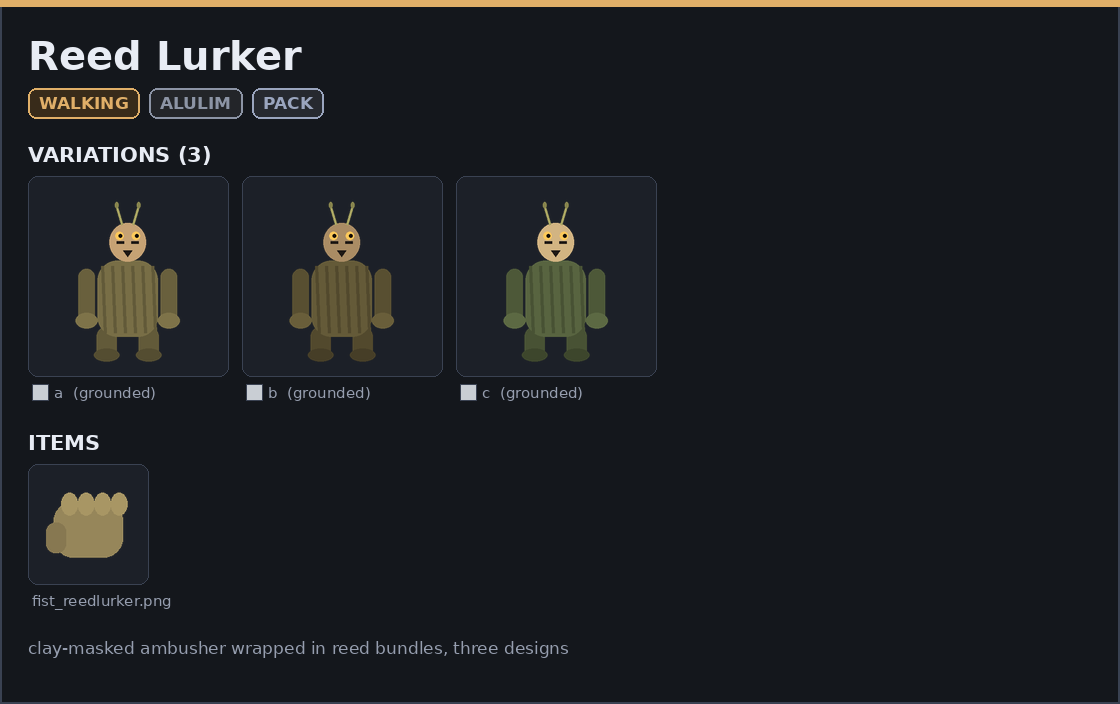 Reed Lurker
WALKING ALULIM PACK
VARIATIONS (3)
a (grounded) b (grounded) c (grounded)
ITEMS
fist_reedlurker.png
clay-masked ambusher wrapped in reed bundles, three designs